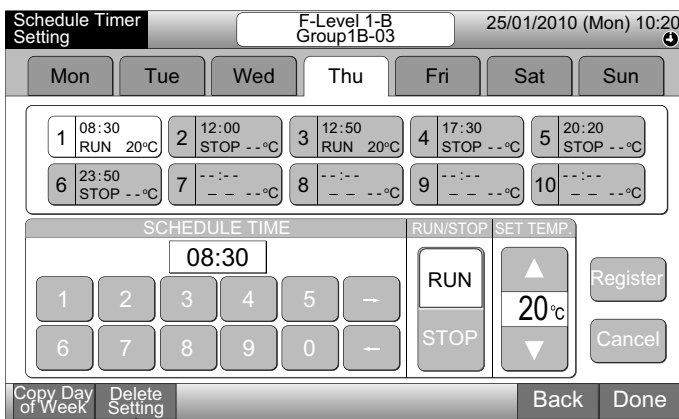 Schedule Timer
Setting
F-Level 1-B
Group1B-03
25/01/2010 (Mon) 10:20
Mon Tue Wed Thu Fri Sat Sun
1 08:30 RUN 20°C
2 12:00 STOP --°C
3 12:50 RUN 20°C
4 17:30 STOP --°C
5 20:20 STOP --°C
6 23:50 STOP --°C
7 --:-- -- --°C
8 --:-- -- --°C
9 --:-- -- --°C
10 --:-- -- --°C
SCHEDULE TIME RUN/STOP SET TEMP.
08:30
1 2 3 4 5 →
6 7 8 9 0 ←
RUN
STOP
▲
20°C
▼
Register
Cancel
Copy Day
of Week
Delete
Setting
Back Done